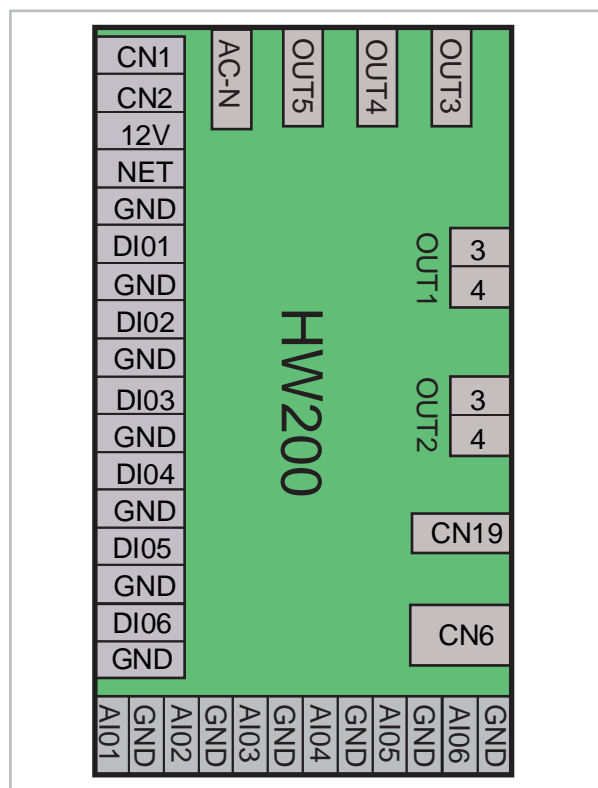 CN1
CN2
12V
NET
GND
DI01
GND
DI02
GND
DI03
GND
DI04
GND
DI05
GND
DI06
GND
AC-N
OUT5
OUT4
OUT3
OUT1
3
4
HW200
OUT2
3
4
CN19
CN6
AI01
GND
AI02
GND
AI03
GND
AI04
GND
AI05
GND
AI06
GND